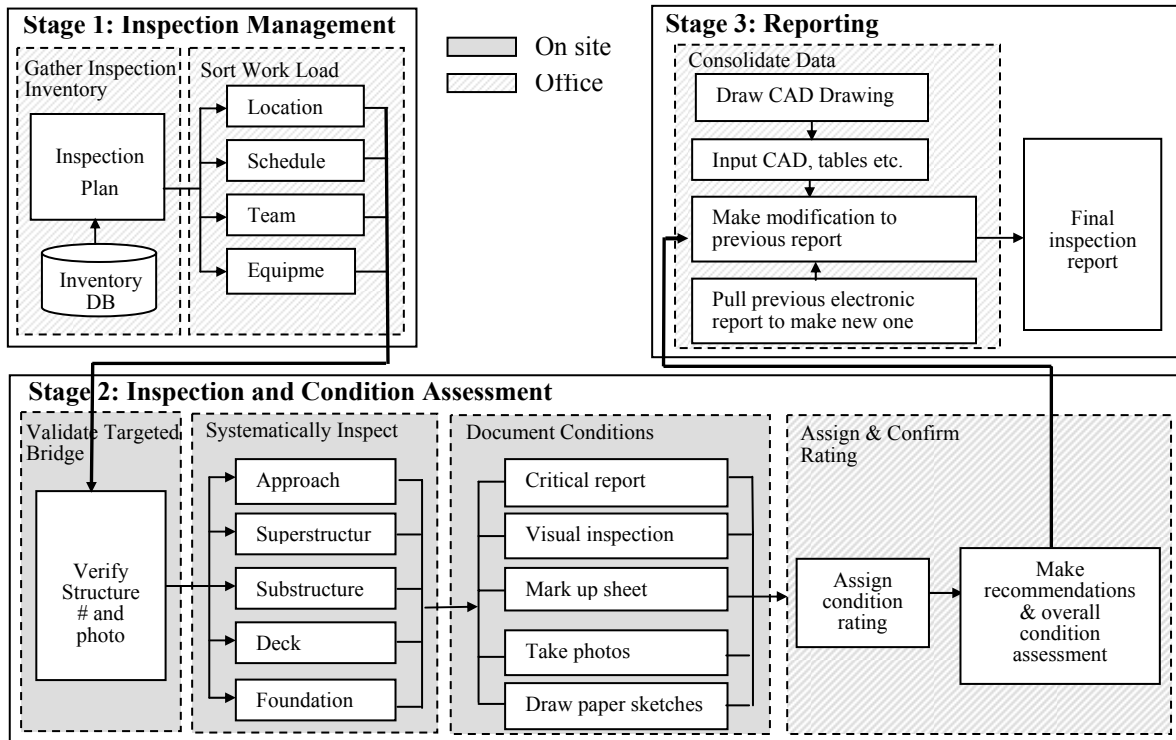 Stage 1: Inspection Management
Gather Inspection
Inventory
Inspection
Plan
Inventory
DB
Sort Work Load
Location
Schedule
Team
Equipme
On site
Office
Stage 3: Reporting
Consolidate Data
Draw CAD Drawing
Input CAD, tables etc.
Make modification to
previous report
Pull previous electronic
report to make new one
Final
inspection
report
Stage 2: Inspection and Condition Assessment
Validate Targeted
Bridge
Verify
Structure
# and
photo
Systematically Inspect
Approach
Superstructur
Substructure
Deck
Foundation
Document Conditions
Critical report
Visual inspection
Mark up sheet
Take photos
Draw paper sketches
Assign & Confirm
Rating
Assign
condition
rating
Make
recommendations
& overall
condition
assessment